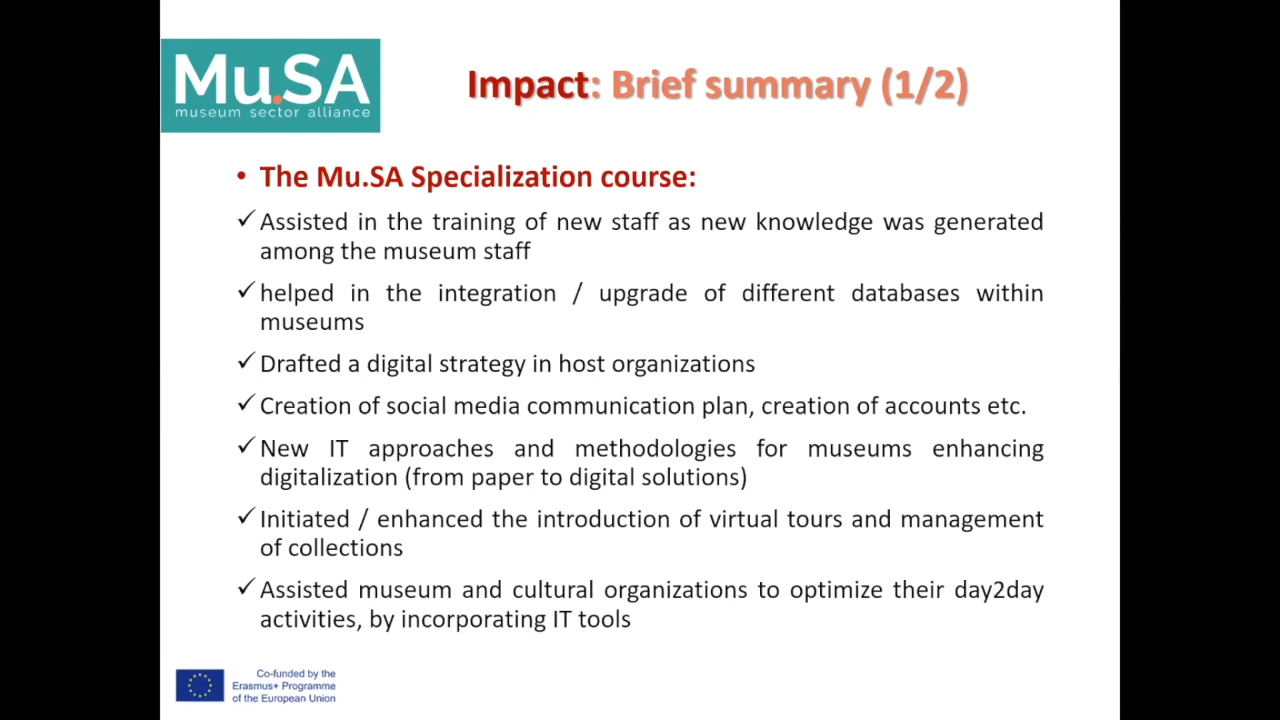 Mu.SA
museum sector alliance
Impact: Brief summary (1/2)
• The Mu.SA Specialization course:
✓ Assisted in the training of new staff as new knowledge was generated
among the museum staff
✓ helped in the integration / upgrade of different databases within
museums
✓ Drafted a digital strategy in host organizations
✓ Creation of social media communication plan, creation of accounts etc.
✓ New IT approaches and methodologies for museums enhancing
digitalization (from paper to digital solutions)
✓ Initiated / enhanced the introduction of virtual tours and management
of collections
✓ Assisted museum and cultural organizations to optimize their day2day
activities, by incorporating IT tools
Co-funded by the
Erasmus+ Programme
of the European Union